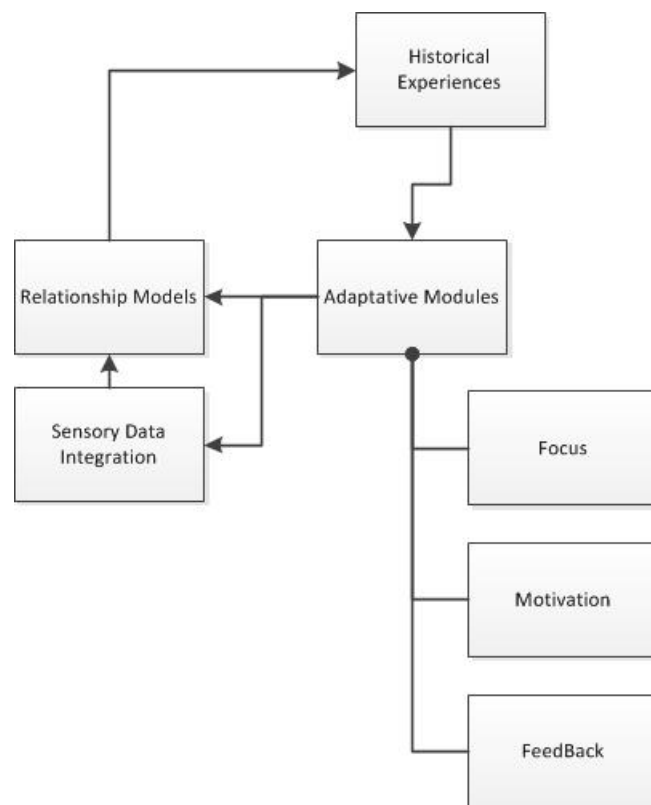 Historical
Experiences
Relationship Models
Adaptative Modules
Sensory Data
Integration
Focus
Motivation
FeedBack